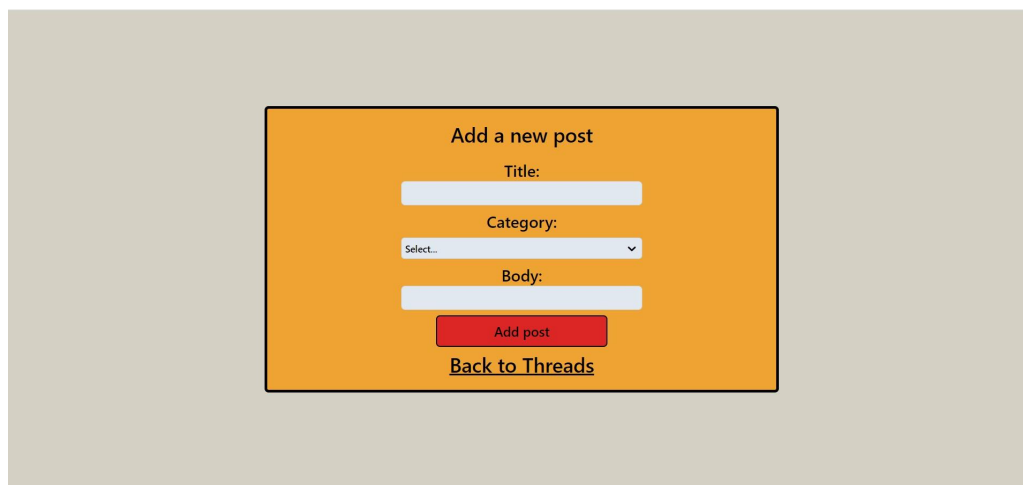 Add a new post
Title:
Category:
Select...
Body:
Add post
Back to Threads